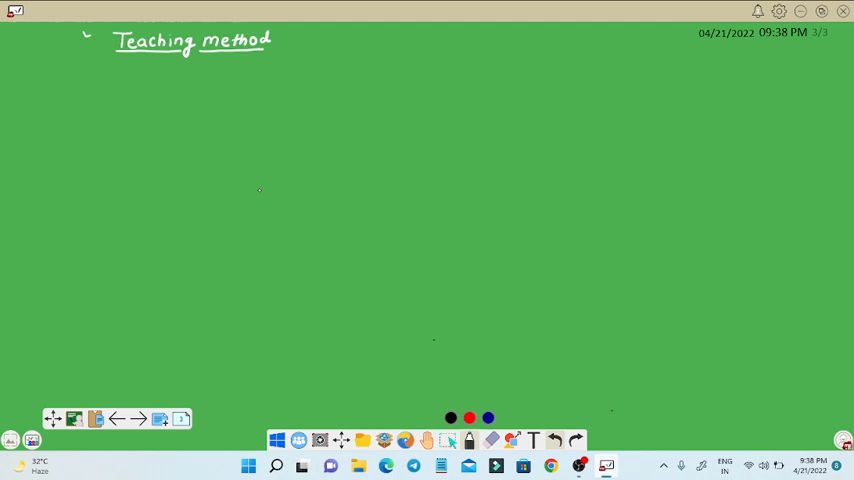 Teaching method
04/21/2022 09:38 PM 3/3
3
T
32°C
Haze
ENG
IN
9:38 PM
4/21/2022